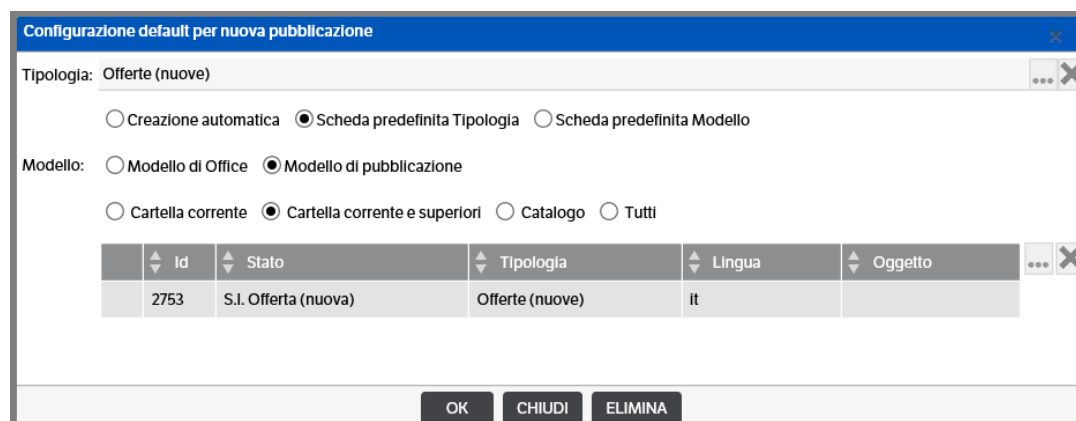 Configurazione default per nuova pubblicazione
Tipologia: Offerte (nuove)
Creazione automatica Scheda predefinita Tipologia Scheda predefinita Modello
Modello: Modello di Office Modello di pubblicazione
Cartella corrente Cartella corrente e superiori Catalogo Tutti
Id Stato Tipologia Lingua Oggetto
2753 S.I. Offerta (nuova) Offerte (nuove) it
OK CHIUDI ELIMINA